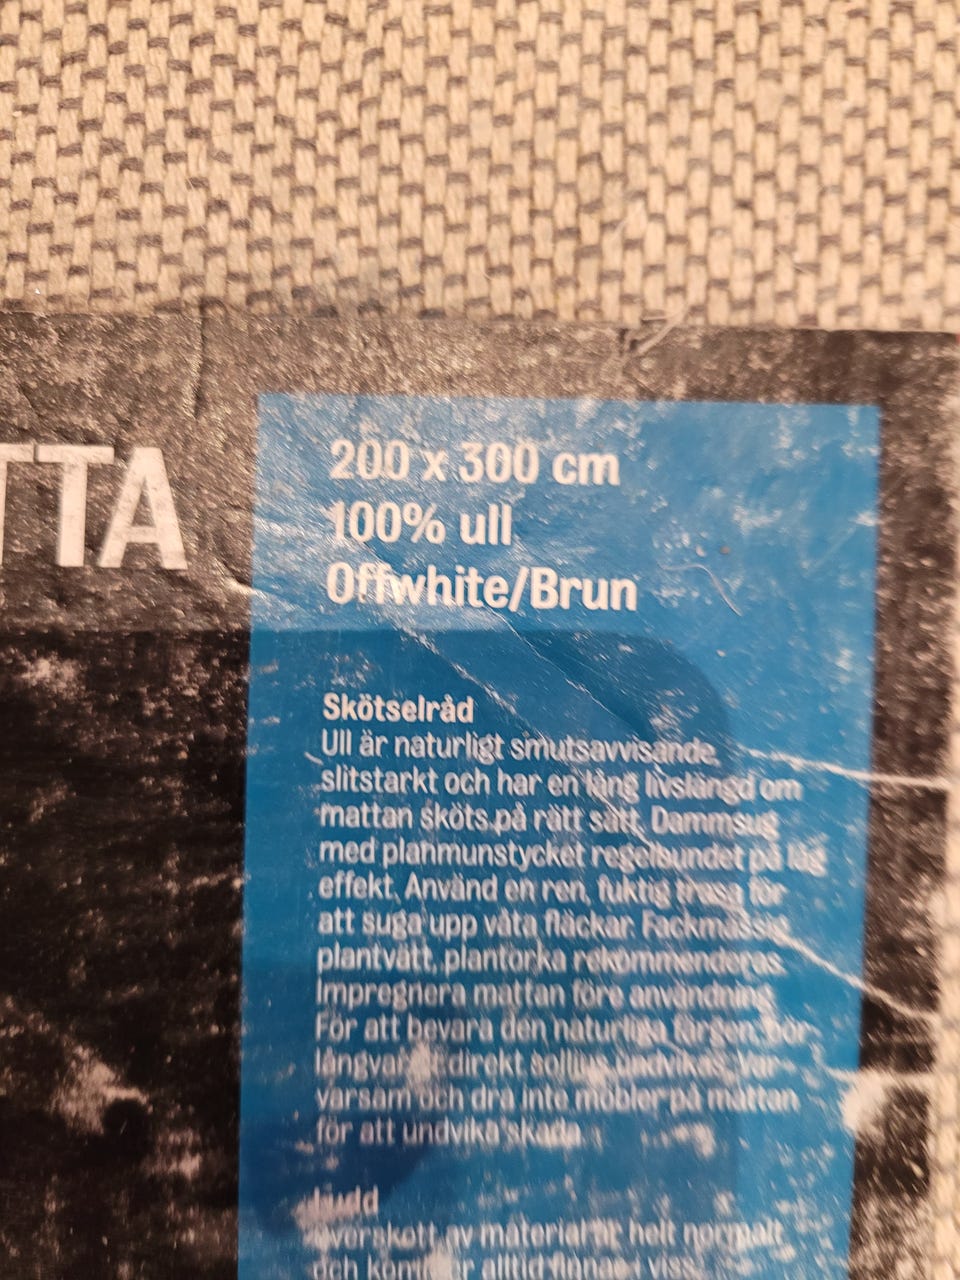 TTA
200 x 300 cm
100% ull
Offwhite/Brun
Skötselråd
Ull är naturligt smutsavvisande
slitstarkt och har en lång livslängd om
mattan sköts på rätt sätt. Dammsug
med planmunstycket regelbundet på låg
effekt. Använd en ren, fuktig trasa för
att suga upp våta fläckar. Fackmässig
plantvätt, plantorka rekommenderas.
Impregnera mattan före användning.
För att bevara den naturliga färgen bör
direkt solljus undvikas. Var
varsam och dra inte möbler på mattan
för att undvika skada.
Ludd
Överskott av material är helt normalt
och kommer alltid finnas i viss